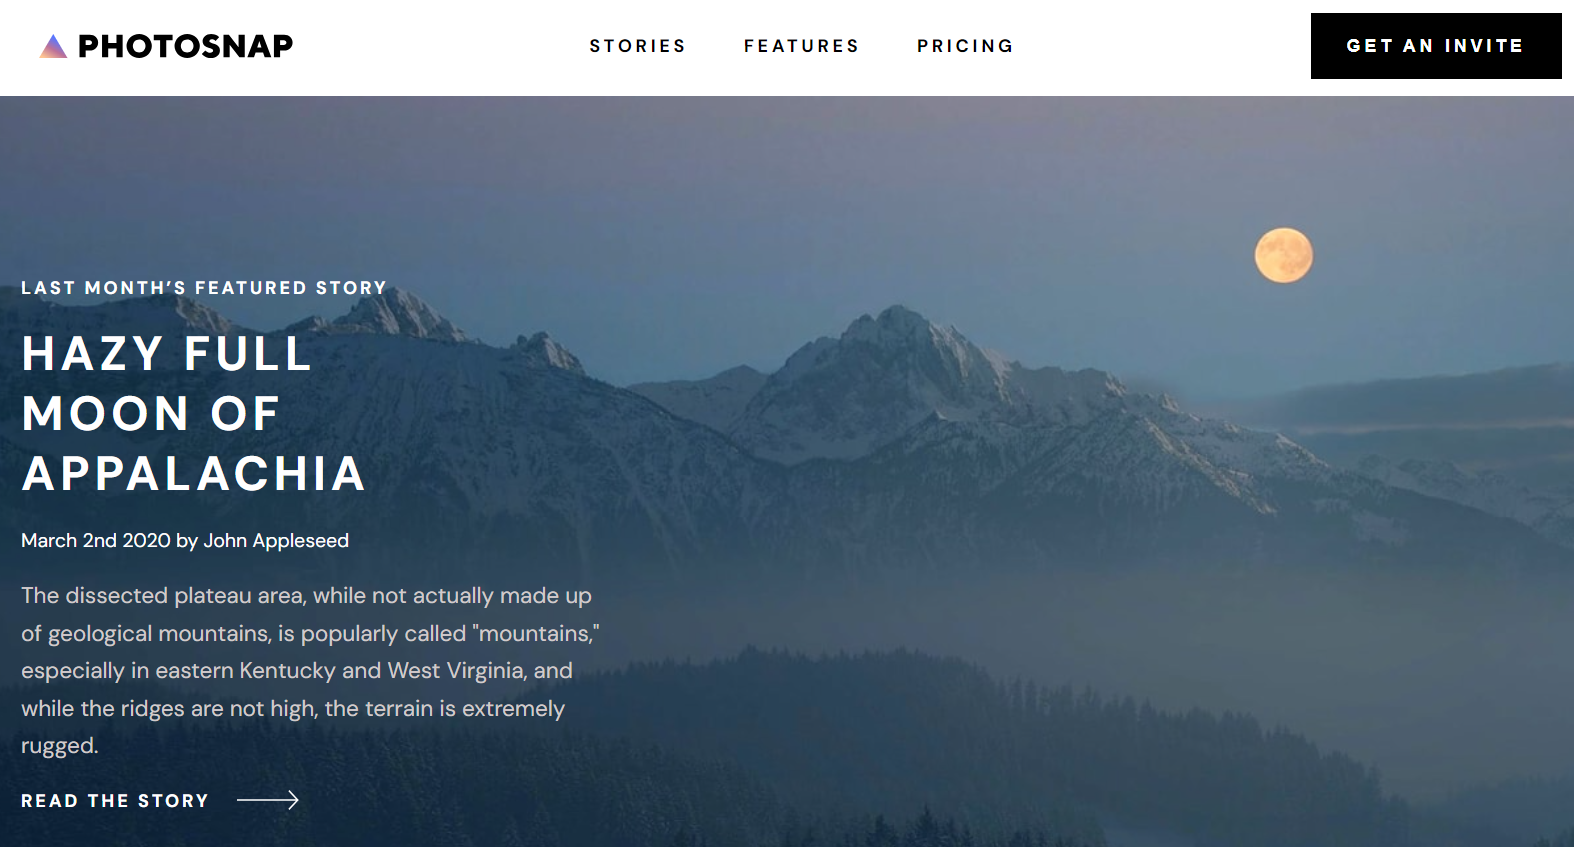 PHOTOSNAP
STORIES
FEATURES
PRICING
GET AN INVITE
LAST MONTH’S FEATURED STORY
HAZY FULL
MOON OF
APPALACHIA
March 2nd 2020 by John Appleseed
The dissected plateau area, while not actually made up
of geological mountains, is popularly called "mountains,"
especially in eastern Kentucky and West Virginia, and
while the ridges are not high, the terrain is extremely
rugged.
READ THE STORY